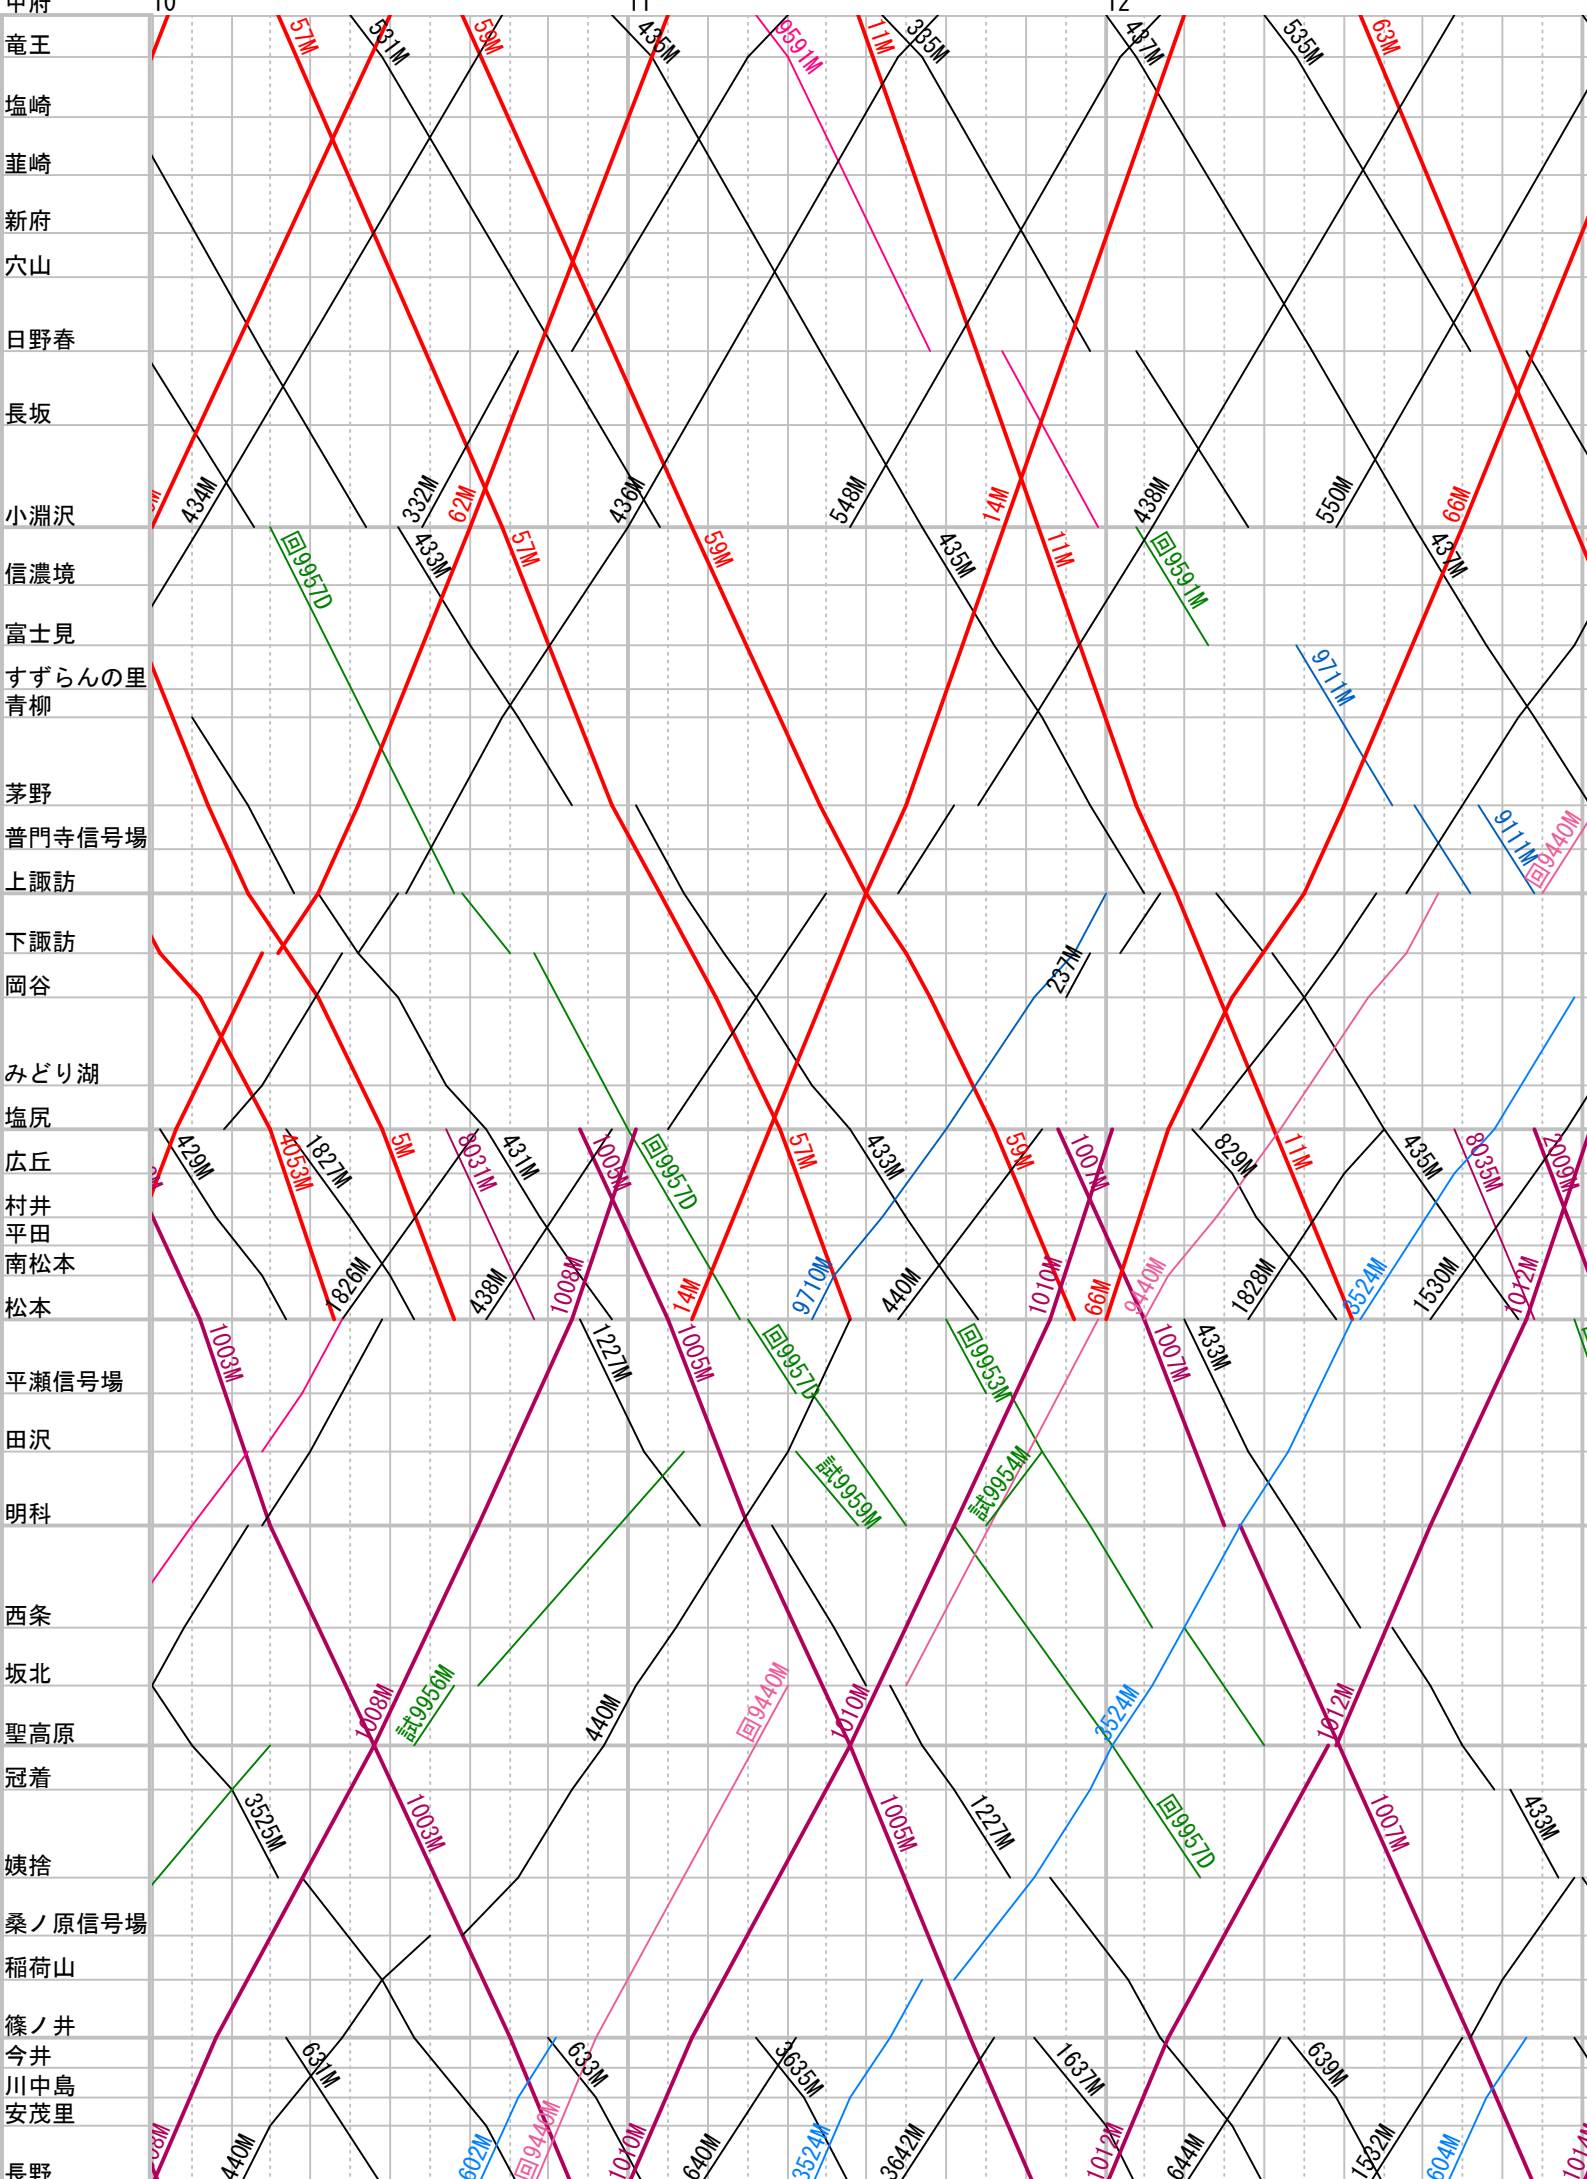 甲府 10 11 12
57M 531M 59M 435M 9591M 11M 335M 437M 535M 63M
竜王
塩崎
韮崎
新府
穴山
日野春
長坂
434M 332M 62M 436M 548M 14M 438M 550M 66M
小淵沢
回9957D 433M 57M 59M 435M 11M 回9591M 437M
信濃境
富士見
9711M
すずらんの里
青柳
茅野
9111M 回9440M
普門寺信号場
上諏訪
下諏訪
237M
岡谷
みどり湖
塩尻
429M 4053M 1827M 5M 8031M 431M 1005M 回9957D 57M 433M 59M 1007M 829M 11M 435M 8035M 2009M
広丘
村井
平田
南松本
1826M 438M 1008M 14M 9710M 440M 1010M 66M 9440M 1828M 3524M 1530M 1012M
松本
1003M 1227M 1005M 回9957D 回9953M 1007M 433M
平瀬信号場
田沢
試9959M 試9954M
明科
西条
坂北
1008M 試9956M 440M 回9440M 1010M 3524M 1012M
聖高原
冠着
3525M 1003M 1005M 1227M 回9957D 1007M 433M
姨捨
桑ノ原信号場
稲荷山
篠ノ井
631M 633M 3635M 1637M 639M
今井
川中島
安茂里
440M 602M 回9440M 1010M 640M 3524M 3642M 1012M 644M 1532M 604M
長野